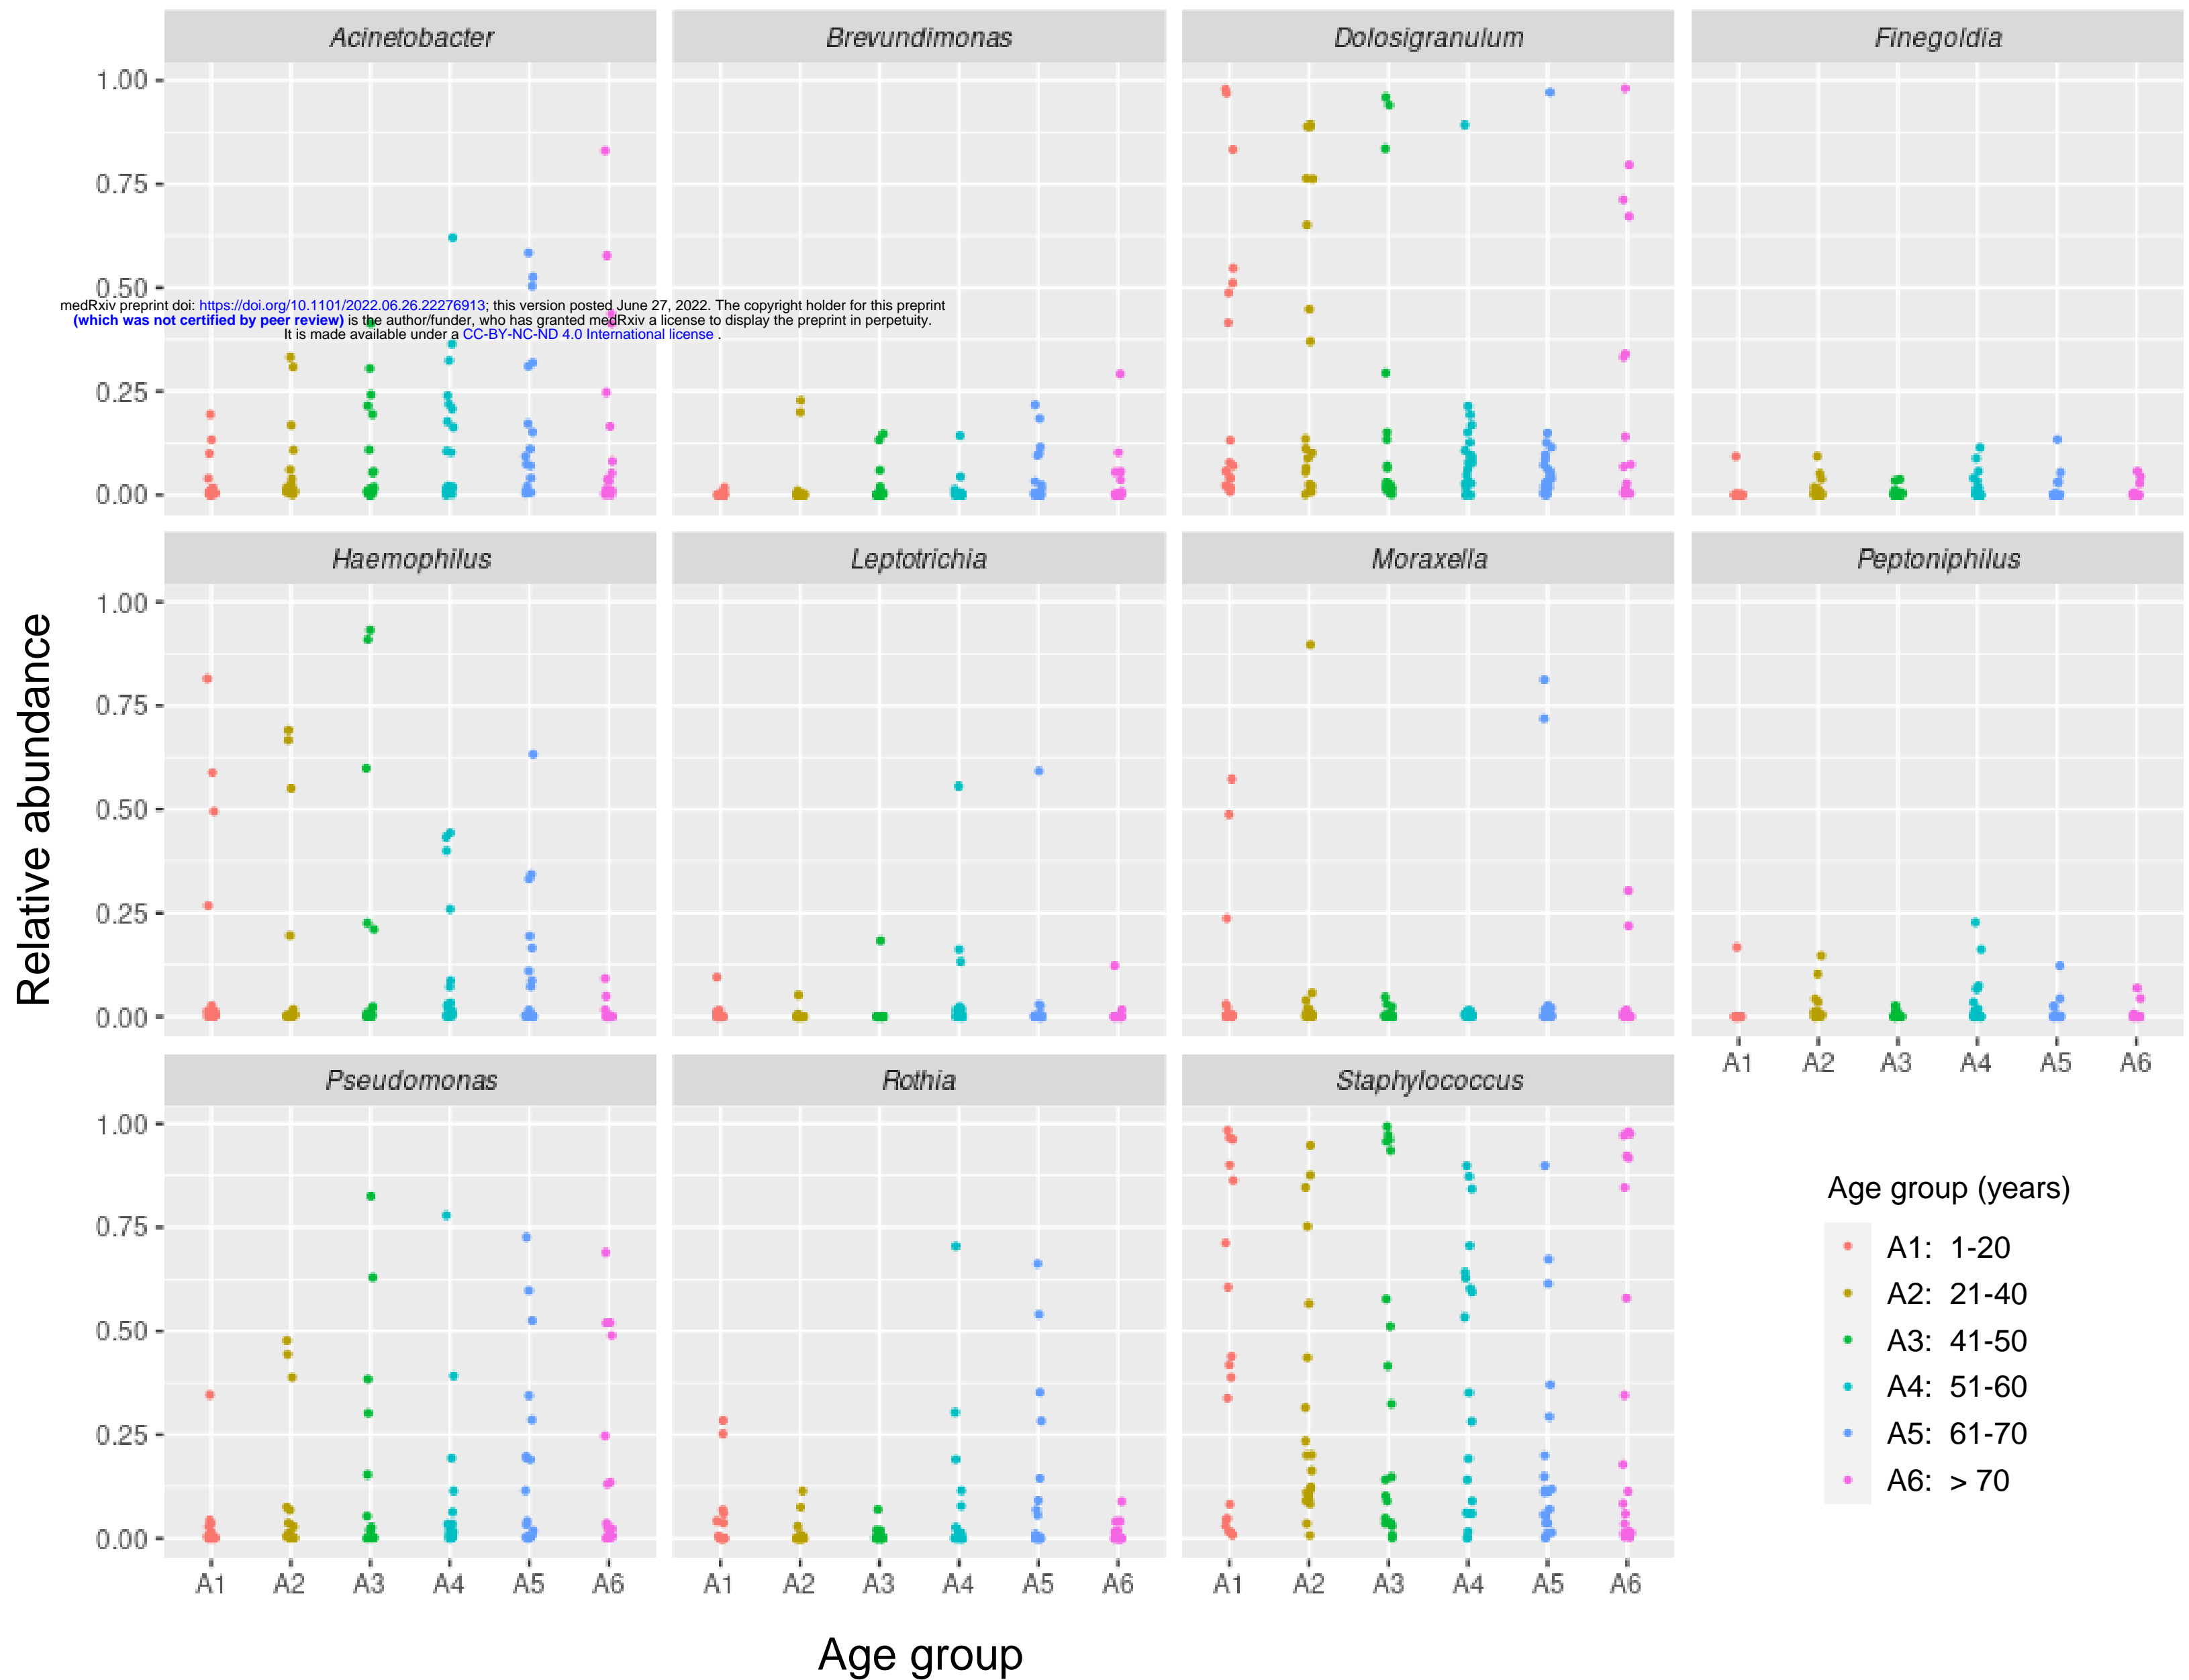 Acinetobacter
Brevundimonas
Dolosigranulum
Finegoldia
1.00
0.75
0.50
0.25
0.00
medRxiv preprint doi: https://doi.org/10.1101/2022.06.26.22276913; this version posted June 27, 2022. The copyright holder for this preprint
(which was not certified by peer review) is the author/funder, who has granted medRxiv a license to display the preprint in perpetuity.
It is made available under a CC-BY-NC-ND 4.0 International license .
Haemophilus
Leptotrichia
Moraxella
Peptoniphilus
1.00
0.75
0.50
0.25
0.00
A1 A2 A3 A4 A5 A6
Relative abundance
Pseudomonas
Rothia
Staphylococcus
1.00
0.75
0.50
0.25
0.00
A1 A2 A3 A4 A5 A6
A1 A2 A3 A4 A5 A6
A1 A2 A3 A4 A5 A6
Age group (years)
A1: 1-20
A2: 21-40
A3: 41-50
A4: 51-60
A5: 61-70
A6: > 70
Age group